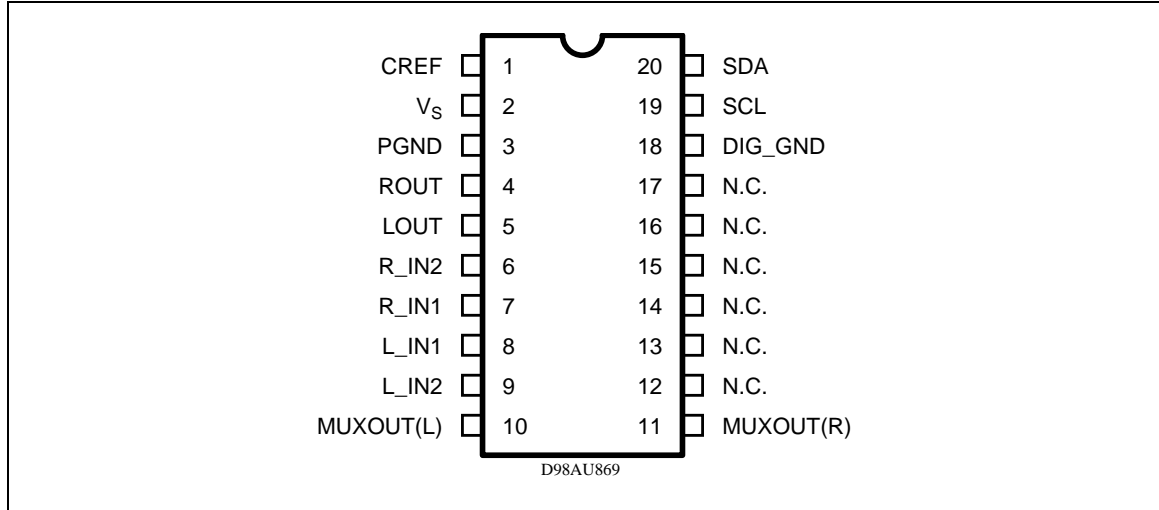 CREF 1 20 SDA
VS 2 19 SCL
PGND 3 18 DIG_GND
ROUT 4 17 N.C.
LOUT 5 16 N.C.
R_IN2 6 15 N.C.
R_IN1 7 14 N.C.
L_IN1 8 13 N.C.
L_IN2 9 12 N.C.
MUXOUT(L) 10 11 MUXOUT(R)
D98AU869